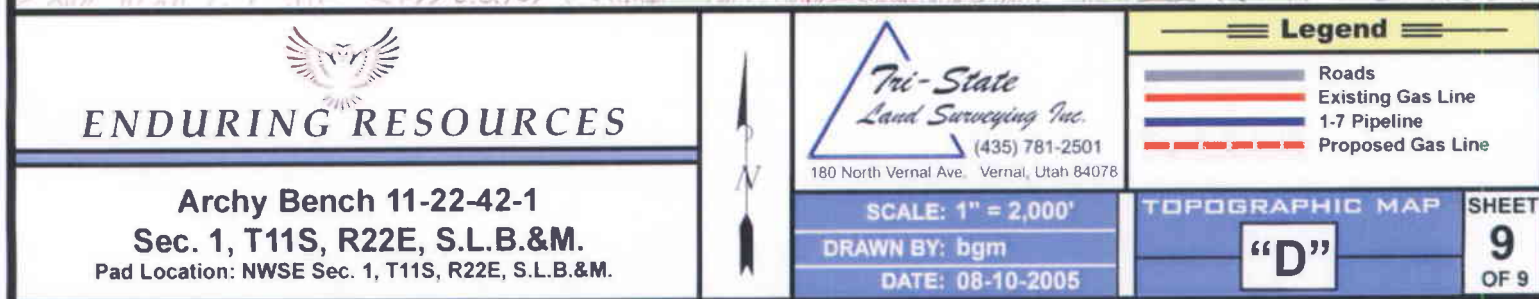 ENDURING RESOURCES
Archy Bench 11-22-42-1
Sec. 1, T11S, R22E, S.L.B.&M.
Pad Location: NWSE Sec. 1, T11S, R22E, S.L.B.&M.
N
Tri-State
Land Surveying Inc.
(435) 781-2501
180 North Vernal Ave. Vernal, Utah 84078
SCALE: 1" = 2,000'
DRAWN BY: bgm
DATE: 08-10-2005
Legend
Roads
Existing Gas Line
1-7 Pipeline
Proposed Gas Line
TOPOGRAPHIC MAP
“D”
SHEET
9
OF 9